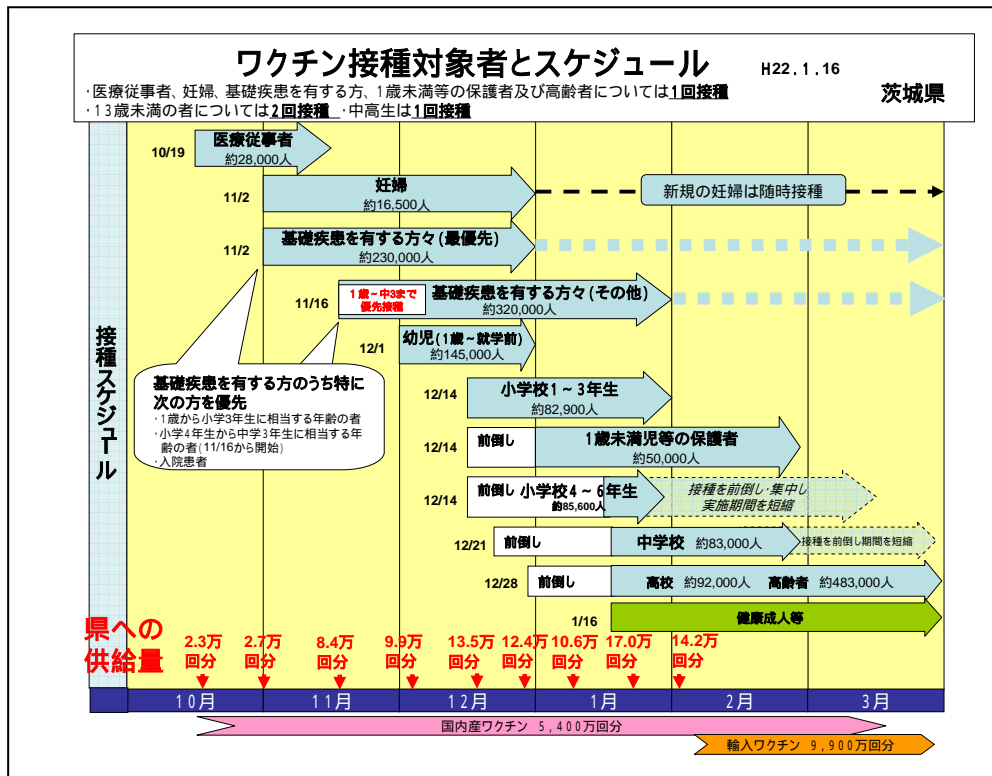 ワクチン接種対象者とスケジュール
H22.1.16
･医療従事者、妊婦、基礎疾患を有する方、1歳未満等の保護者及び高齢者については1回接種
茨城県
･13歳未満の者については2回接種 ･中高生は1回接種
接種スケジュール
10/19
医療従事者
約28,000人
11/2
妊婦
約16,500人
新規の妊婦は随時接種
11/2
基礎疾患を有する方々(最優先)
約230,000人
11/16
1歳~中3まで
優先接種
基礎疾患を有する方々(その他)
約320,000人
12/1
幼児(1歳~就学前)
約145,000人
基礎疾患を有する方のうち特に
次の方を優先
･1歳から小学3年生に相当する年齢の者
･小学4年生から中学3年生に相当する年
齢の者(11/16から開始)
･入院患者
12/14
小学校1~3年生
約82,900人
12/14
前倒し
1歳未満児等の保護者
約50,000人
12/14
前倒し
小学校4~6年生
約85,600人
接種を前倒し･集中し
実施期間を短縮
12/21
前倒し
中学校 約83,000人
接種を前倒し期間を短縮
12/28
前倒し
高校 約92,000人 高齢者 約483,000人
1/16
健康成人等
県への
供給量
2.3万
回分
2.7万
回分
8.4万
回分
9.9万
回分
13.5万
回分
12.4万
回分
10.6万
回分
17.0万
回分
14.2万
回分
10月 11月 12月 1月 2月 3月
国内産ワクチン 5,400万回分
輸入ワクチン 9,900万回分